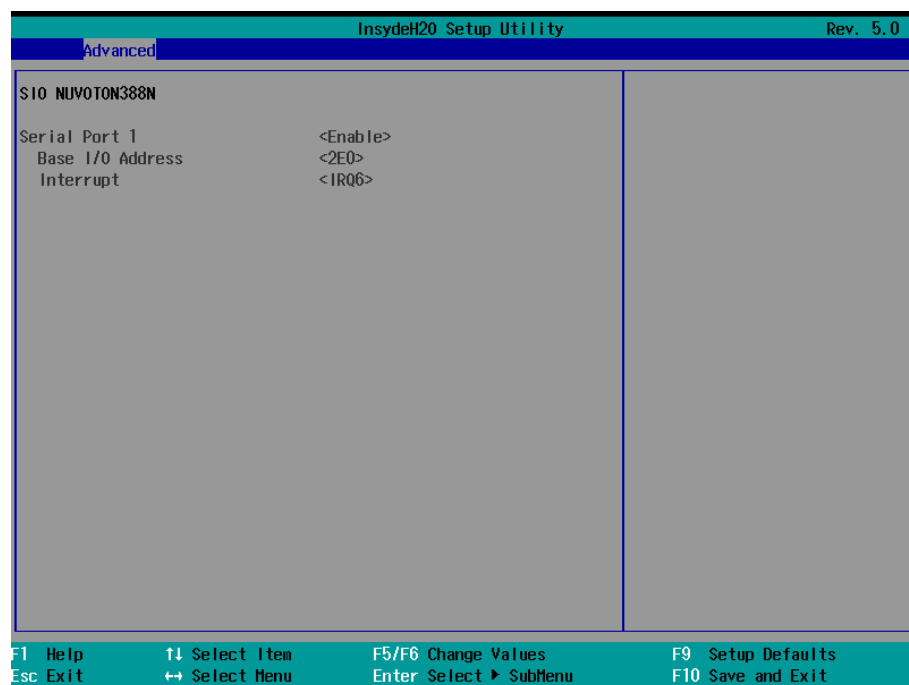 InsydeH20 Setup Utility Rev. 5.0
Advanced
SIO NUVOTON388N
Serial Port 1 <Enable>
Base I/O Address <2E0>
Interrupt <IRQ6>
F1 Help ↑↓ Select Item F5/F6 Change Values F9 Setup Defaults
Esc Exit ↔ Select Menu Enter Select ▶ SubMenu F10 Save and Exit